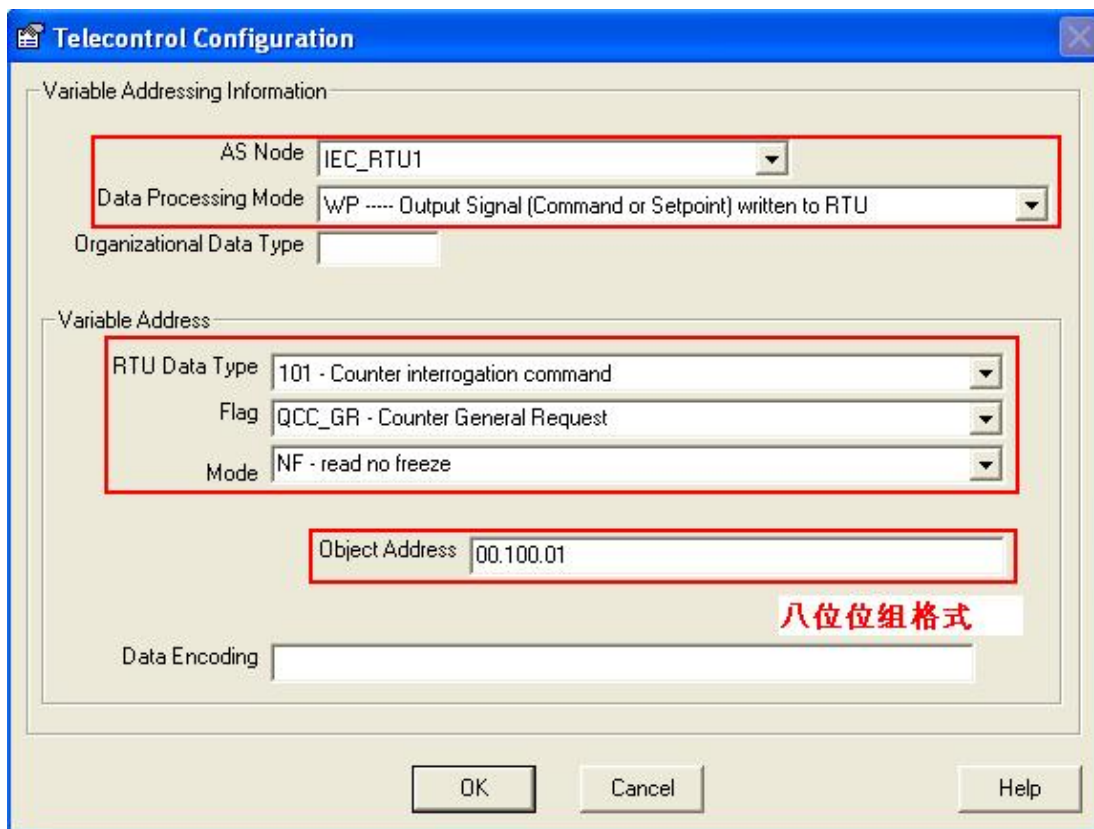 Telecontrol Configuration
Variable Addressing Information
AS Node IEC_RTU1
Data Processing Mode WP ----- Output Signal (Command or Setpoint) written to RTU
Organizational Data Type
Variable Address
RTU Data Type 101 - Counter interrogation command
Flag QCC_GR - Counter General Request
Mode NF - read no freeze
Object Address 00.100.01
八位位组格式
Data Encoding
OK Cancel Help